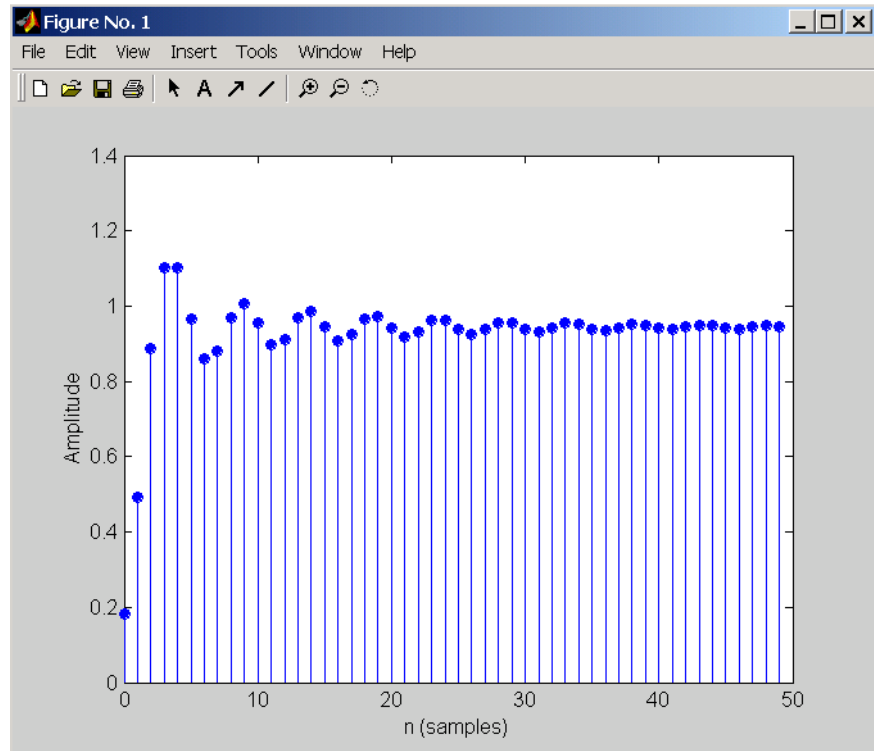 Figure No. 1
File Edit View Insert Tools Window Help
A
1.4
1.2
1
0.8
0.6
0.4
0.2
0
Amplitude
0 10 20 30 40 50
n (samples)